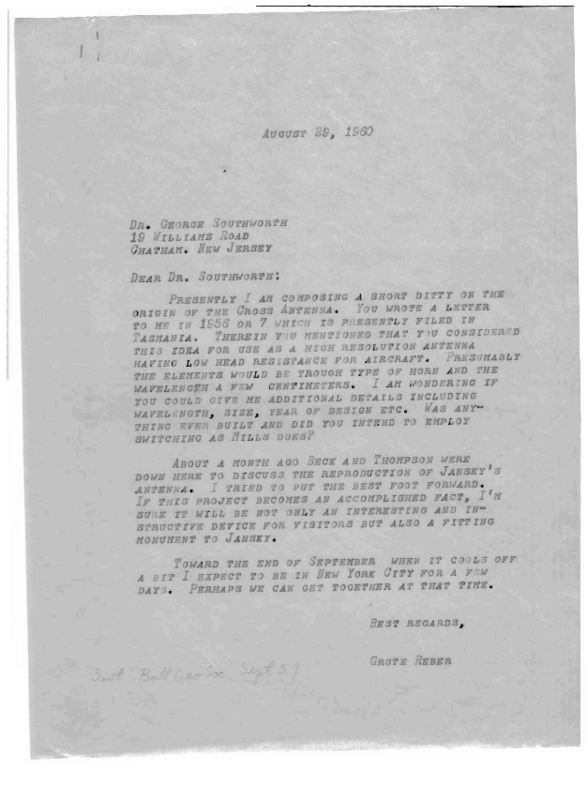 August 29, 1960
Dr. George Southworth
19 Williams Road
Chatham. New Jersey
Dear Dr. Southworth:
Presently I am composing a short ditty on the
origin of the Cross Antenna. You wrote a letter
to me in 1956 or 7 which is presently filed in
Tasmania. Therein you mentioned that you considered
this idea for use as a high resolution antenna
having low head resistance for aircraft. Presumably
the elements would be trough type of horn and the
wavelength a few centimeters. I am wondering if
you could give me additional details including
wavelength, size, year of design etc. Was any-
thing ever built and did you intend to employ
switching as Mills does?
About a month ago Beck and Thompson were
down here to discuss the reproduction of Jansky's
antenna. I tried to put the best foot forward.
If this project becomes an accomplished fact, I'm
sure it will be not only an interesting and in-
structive device for visitors but also a fitting
monument to Jansky.
Toward the end of September when it cools off
a bit I expect to be in New York City for a few
days. Perhaps we can get together at that time.
Best regards,
Grote Reber
Sent Bull Geo Soc Sept 59